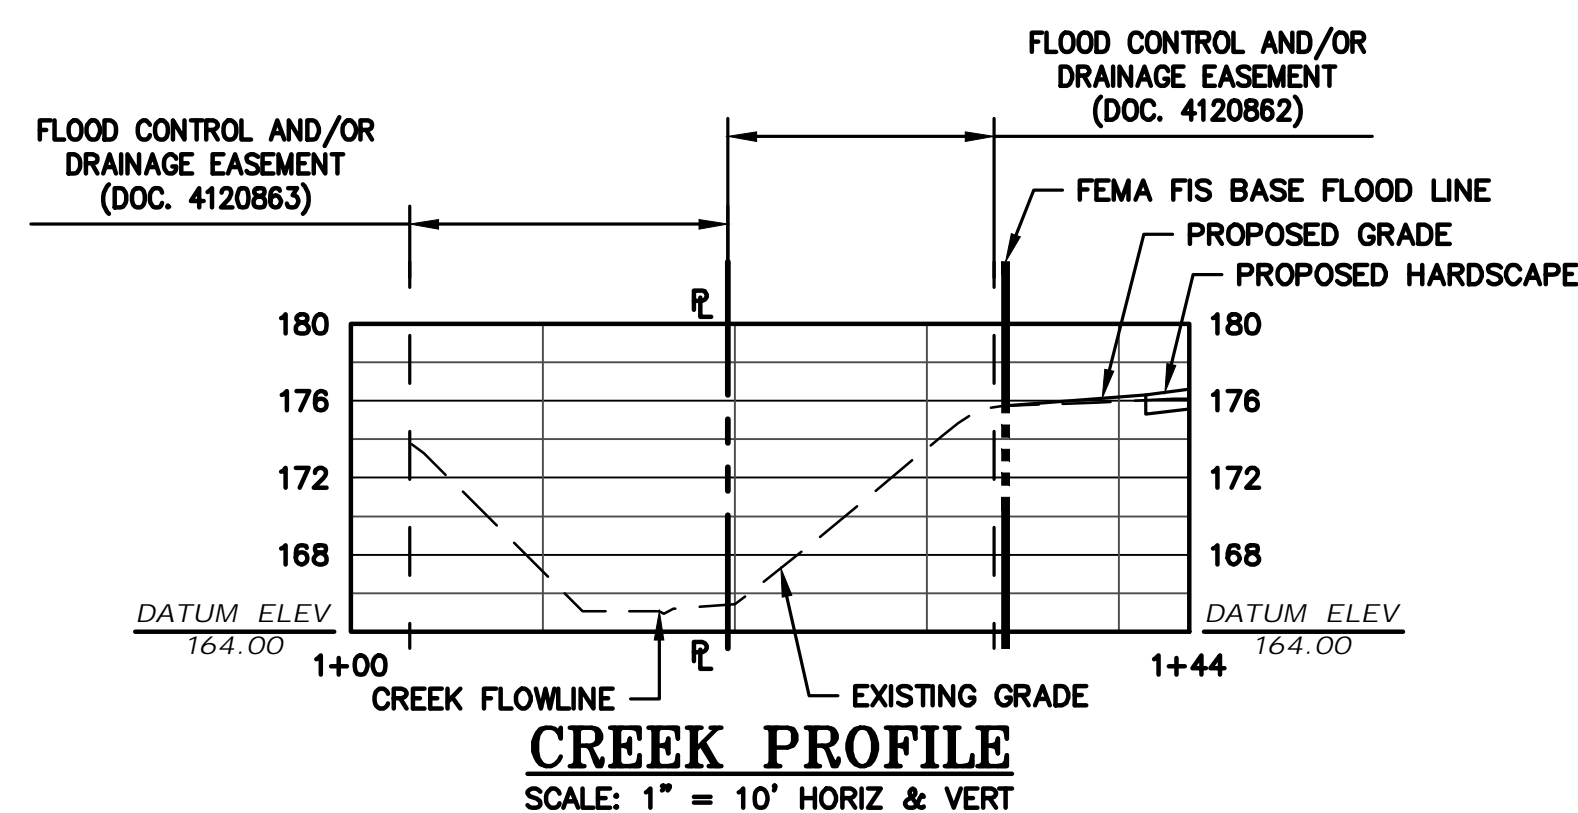 FLOOD CONTROL AND/OR
DRAINAGE EASEMENT
(DOC. 4120862)
FLOOD CONTROL AND/OR
DRAINAGE EASEMENT
(DOC. 4120863)
FEMA FIS BASE FLOOD LINE
PROPOSED GRADE
PROPOSED HARDSCAPE
PL
180
180
176
176
172
172
168
168
DATUM ELEV
164.00
DATUM ELEV
164.00
PL
1+00
1+44
CREEK FLOWLINE
EXISTING GRADE
CREEK PROFILE
SCALE: 1" = 10' HORIZ & VERT